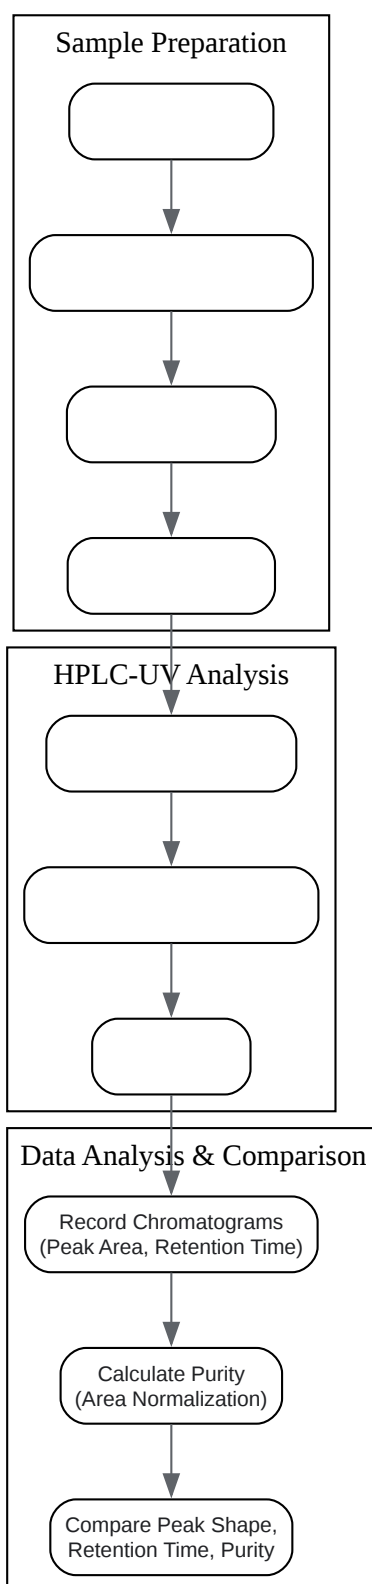 Sample Preparation
HPLC-UV Analysis
Data Analysis & Comparison
Record Chromatograms
(Peak Area, Retention Time)
Calculate Purity
(Area Normalization)
Compare Peak Shape,
Retention Time, Purity